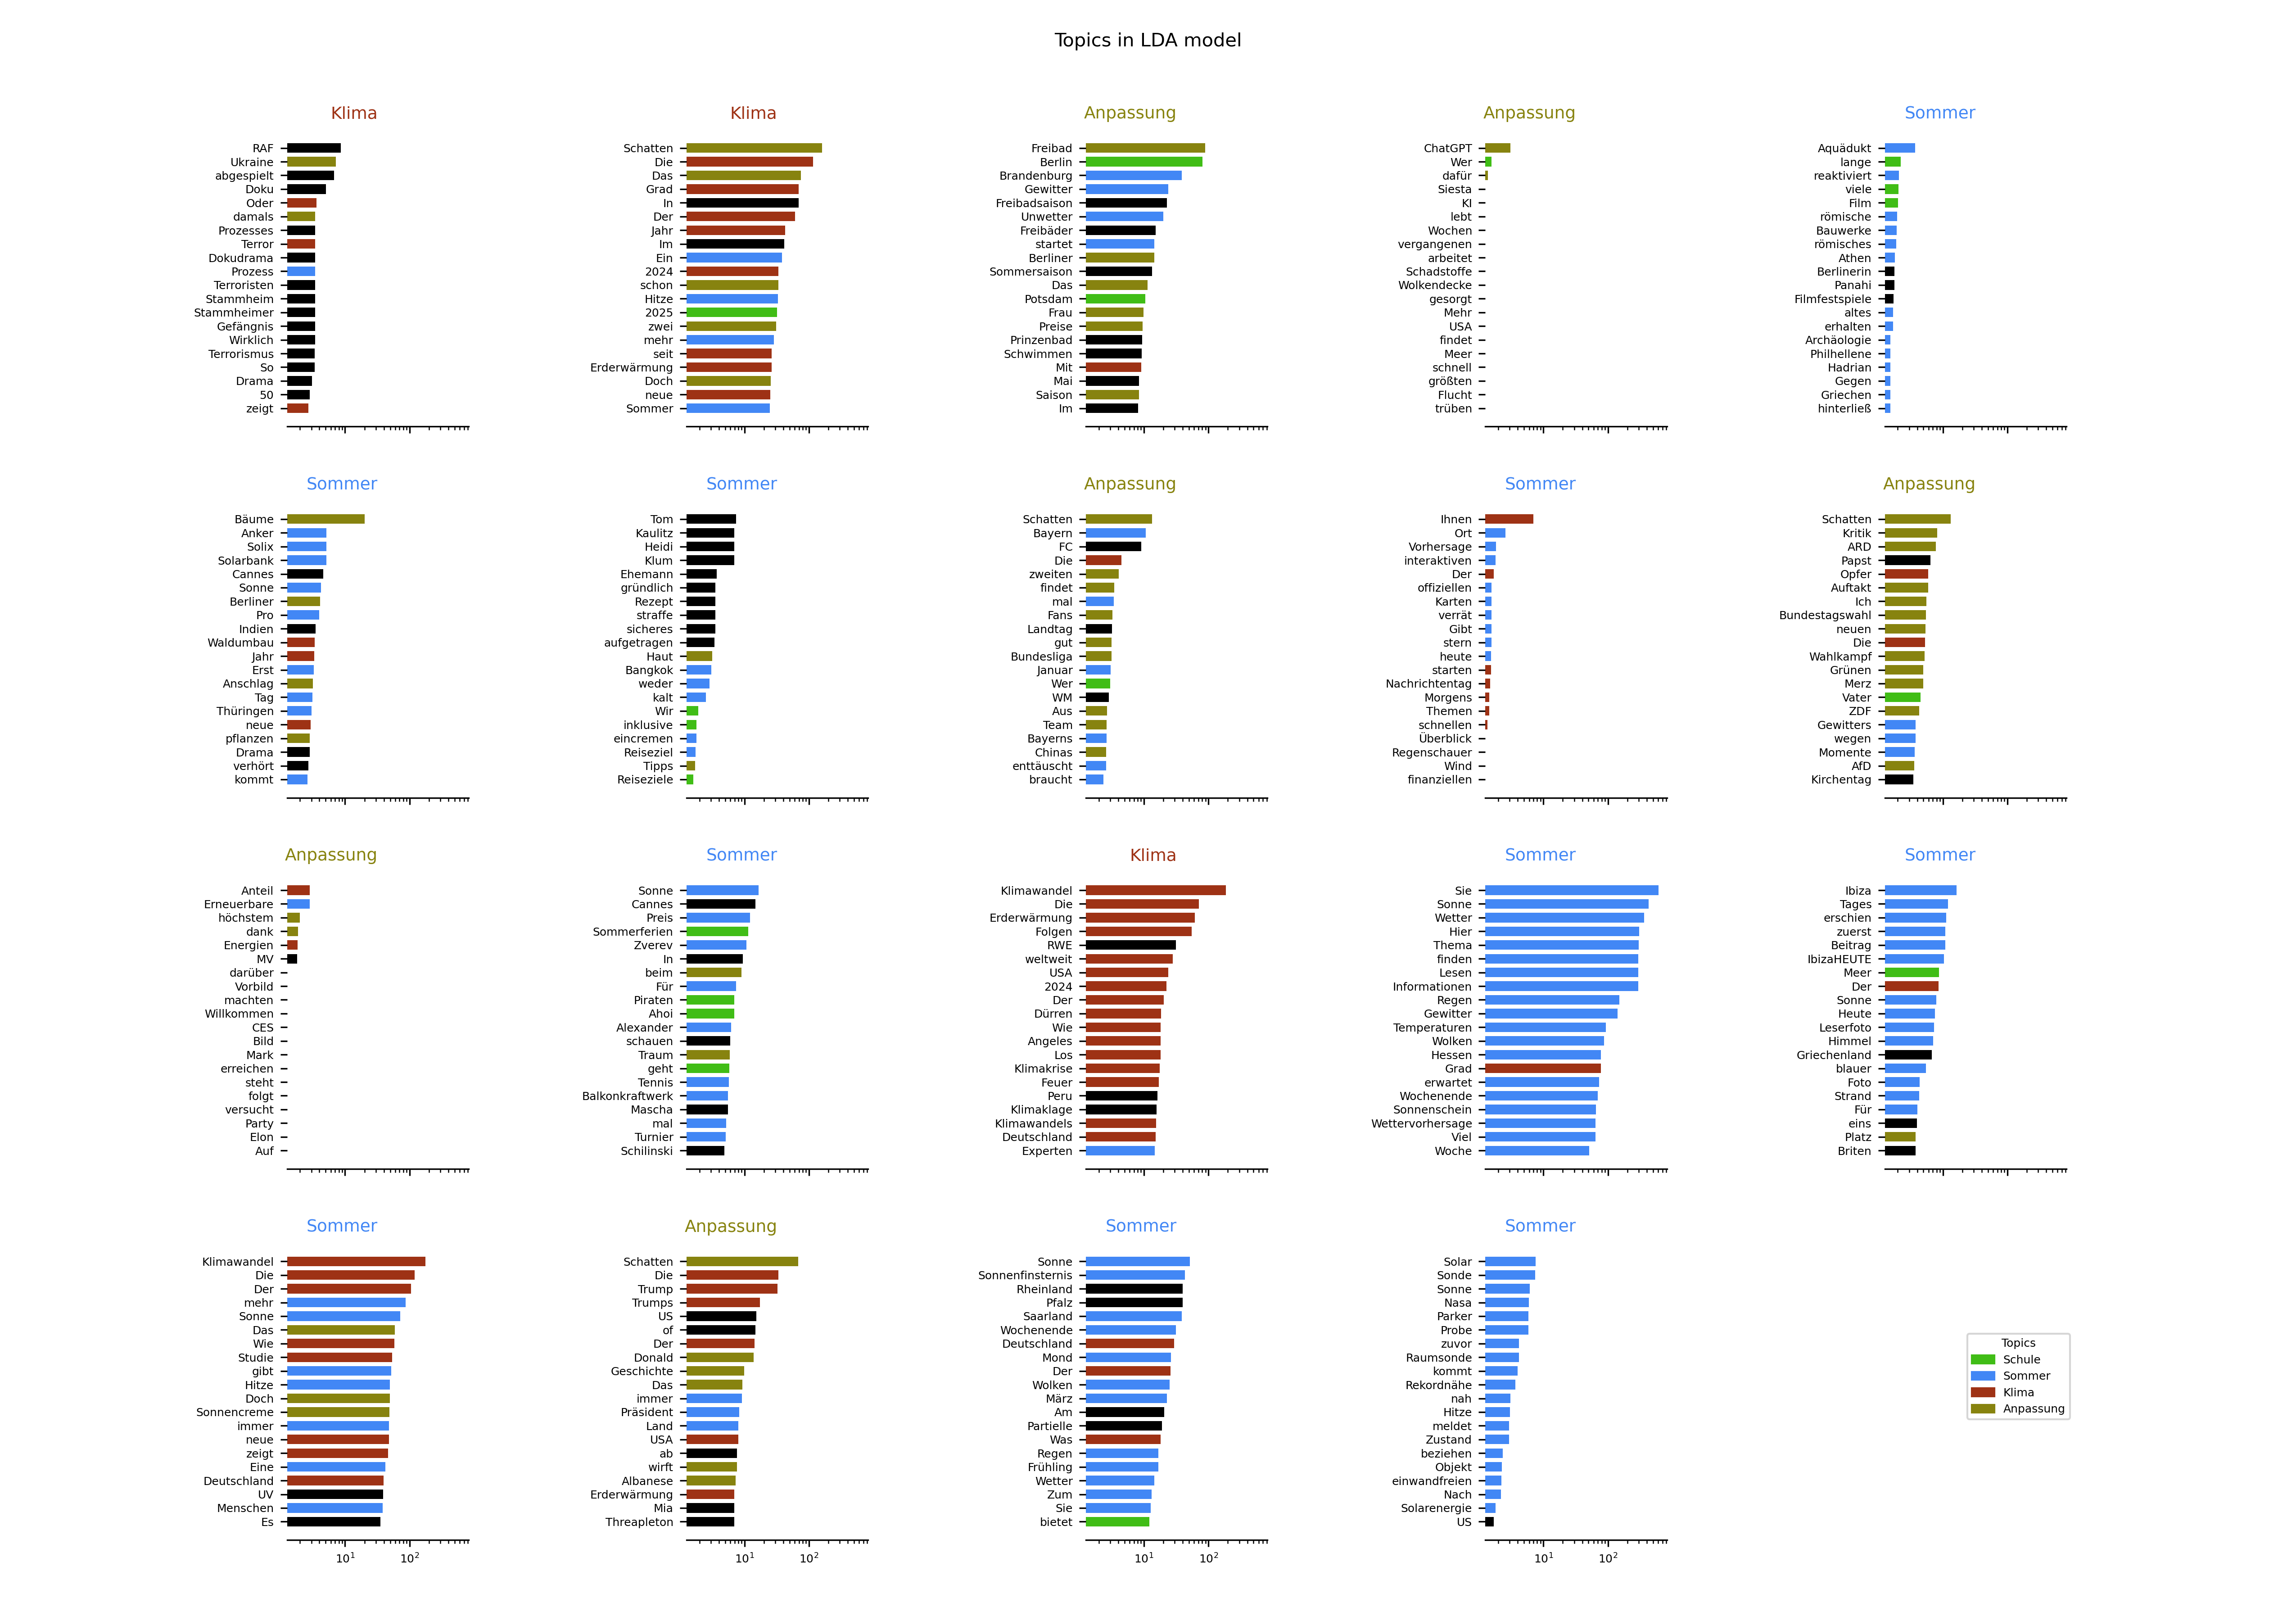 Topics in LDA model
Klima
RAF
Ukraine
abgespielt
Doku
Oder
damals
Prozesses
Terror
Dokudrama
Prozess
Terroristen
Stammheim
Stammheimer
Gefängnis
Wirklich
Terrorismus
So
Drama
50
zeigt
Klima
Schatten
Die
Das
Grad
In
Der
Jahr
Im
Ein
2024
schon
Hitze
2025
zwei
mehr
seit
Erderwärmung
Doch
neue
Sommer
Anpassung
Freibad
Berlin
Brandenburg
Gewitter
Freibadsaison
Unwetter
Freibäder
startet
Berliner
Sommersaison
Das
Potsdam
Frau
Preise
Prinzenbad
Schwimmen
Mit
Mai
Saison
Im
Anpassung
ChatGPT
Wer
dafür
Siesta
KI
lebt
Wochen
vergangenen
arbeitet
Schadstoffe
Wolkendecke
gesorgt
Mehr
USA
findet
Meer
schnell
größten
Flucht
trüben
Sommer
Aquädukt
lange
reaktiviert
viele
Film
römische
Bauwerke
römisches
Athen
Berlinerin
Panahi
Filmfestspiele
altes
erhalten
Archäologie
Philhellene
Hadrian
Gegen
Griechen
hinterließ
Sommer
Bäume
Anker
Solix
Solarbank
Cannes
Sonne
Berliner
Pro
Indien
Waldumbau
Jahr
Erst
Anschlag
Tag
Thüringen
neue
pflanzen
Drama
verhört
kommt
Sommer
Tom
Kaulitz
Heidi
Klum
Ehemann
gründlich
Rezept
straffe
sicheres
aufgetragen
Haut
Bangkok
weder
kalt
Wir
inklusive
eincremen
Reiseziel
Tipps
Reiseziele
Anpassung
Schatten
Bayern
FC
Die
zweiten
findet
mal
Fans
Landtag
gut
Bundesliga
Januar
Wer
WM
Aus
Team
Bayerns
Chinas
enttäuscht
braucht
Sommer
Ihnen
Ort
Vorhersage
interaktiven
Der
offiziellen
Karten
verrät
Gibt
stern
heute
starten
Nachrichtentag
Morgens
Themen
schnellen
Überblick
Regenschauer
Wind
finanziellen
Anpassung
Schatten
Kritik
ARD
Papst
Opfer
Auftakt
Ich
Bundestagswahl
neuen
Die
Wahlkampf
Grünen
Merz
Vater
ZDF
Gewitters
wegen
Momente
AfD
Kirchentag
Anpassung
Anteil
Erneuerbare
höchstem
dank
Energien
MV
darüber
Vorbild
machten
Willkommen
CES
Bild
Mark
erreichen
steht
folgt
versucht
Party
Elon
Auf
Sommer
Sonne
Cannes
Preis
Sommerferien
Zverev
In
beim
Für
Piraten
Ahoi
Alexander
schauen
Traum
geht
Tennis
Balkonkraftwerk
Mascha
mal
Turnier
Schilinski
Klima
Klimawandel
Die
Erderwärmung
Folgen
RWE
weltweit
USA
2024
Der
Dürren
Wie
Angeles
Los
Klimakrise
Feuer
Peru
Klimaklage
Klimawandels
Deutschland
Experten
Sommer
Sie
Sonne
Wetter
Hier
Thema
finden
Lesen
Informationen
Regen
Gewitter
Temperaturen
Wolken
Hessen
Grad
erwartet
Wochenende
Sonnenschein
Wettervorhersage
Viel
Woche
Sommer
Ibiza
Tages
erschien
zuerst
Beitrag
IbizaHEUTE
Meer
Der
Sonne
Heute
Leserfoto
Himmel
Griechenland
blauer
Foto
Strand
Für
eins
Platz
Briten
Sommer
Klimawandel
Die
Der
mehr
Sonne
Das
Wie
Studie
gibt
Hitze
Doch
Sonnencreme
immer
neue
zeigt
Eine
Deutschland
UV
Menschen
Es
10¹ 10²
Anpassung
Schatten
Die
Trump
Trumps
US
of
Der
Donald
Geschichte
Das
immer
Präsident
Land
USA
ab
wirft
Albanese
Erderwärmung
Mia
Threapleton
10¹ 10²
Sommer
Sonne
Sonnenfinsternis
Rheinland
Pfalz
Saarland
Wochenende
Deutschland
Mond
Der
Wolken
März
Am
Partielle
Was
Regen
Frühling
Wetter
Zum
Sie
bietet
10¹ 10²
Sommer
Solar
Sonde
Sonne
Nasa
Parker
Probe
zuvor
Raumsonde
kommt
Rekordnähe
nah
Hitze
meldet
Zustand
beziehen
Objekt
einwandfreien
Nach
Solarenergie
US
10¹ 10²
Topics
Schule
Sommer
Klima
Anpassung